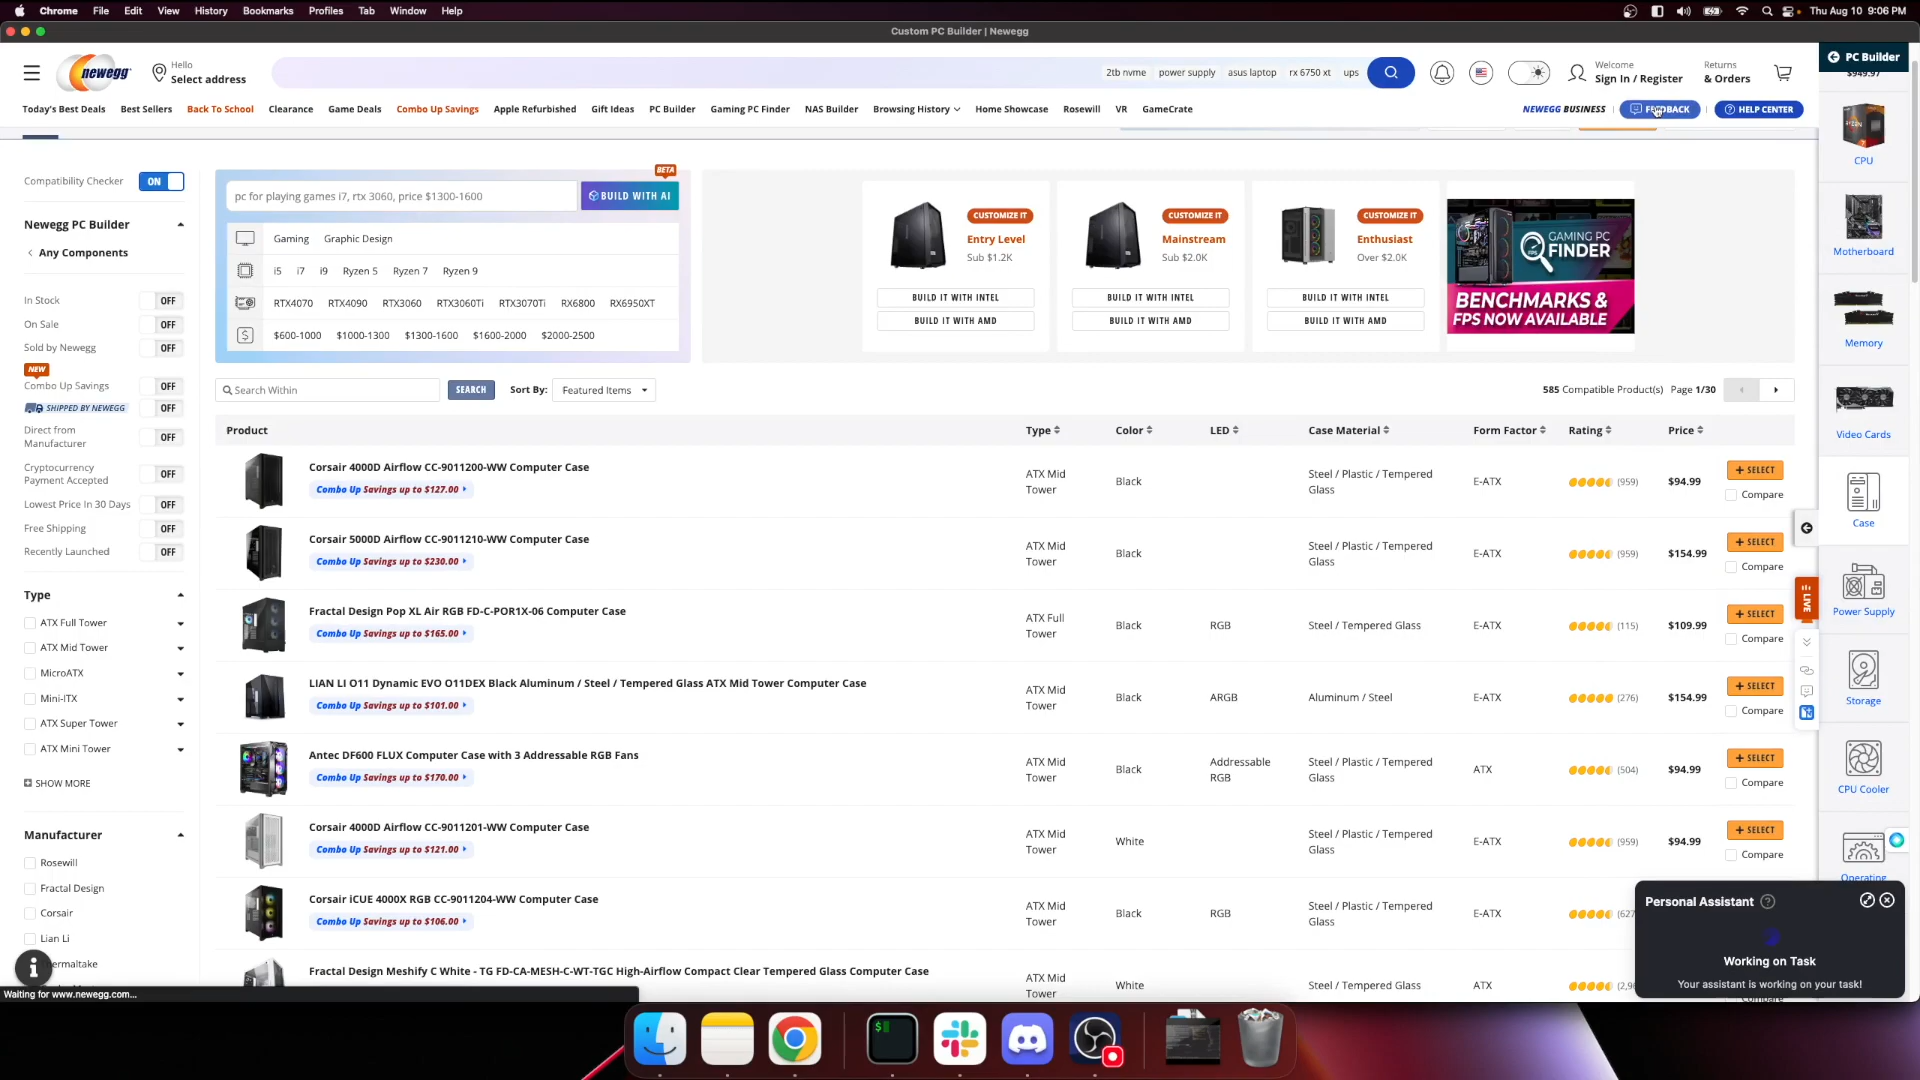 Chrome File Edit View History Bookmarks Profiles Tab Window Help
Thu Aug 10 9:06 PM
Custom PC Builder | Newegg
newegg
Hello
Select address
2tb nvme power supply asus laptop rx 6750 xt ups
Welcome
Sign In / Register
Returns
& Orders
PC Builder
$949.97
Today's Best Deals Best Sellers Back To School Clearance Game Deals Combo Up Savings Apple Refurbished Gift Ideas PC Builder Gaming PC Finder NAS Builder Browsing History Home Showcase Rosewill VR GameCrate
NEWEGG BUSINESS FEEDBACK HELP CENTER
Compatibility Checker ON
Newegg PC Builder
Any Components
In Stock OFF
On Sale OFF
Sold by Newegg OFF
NEW
Combo Up Savings OFF
SHIPPED BY NEWEGG OFF
Direct from
Manufacturer OFF
Cryptocurrency
Payment Accepted OFF
Lowest Price In 30 Days OFF
Free Shipping OFF
Recently Launched OFF
Type
ATX Full Tower
ATX Mid Tower
MicroATX
Mini-ITX
ATX Super Tower
ATX Mini Tower
SHOW MORE
Manufacturer
Rosewill
Fractal Design
Corsair
Lian Li
ermaltake
BETA
pc for playing games i7, rtx 3060, price $1300-1600 BUILD WITH AI
Gaming Graphic Design
i5 i7 i9 Ryzen 5 Ryzen 7 Ryzen 9
RTX4070 RTX4090 RTX3060 RTX3060Ti RTX3070Ti RX6800 RX6950XT
$600-1000 $1000-1300 $1300-1600 $1600-2000 $2000-2500
CUSTOMIZE IT
Entry Level
Sub $1.2K
BUILD IT WITH INTEL
BUILD IT WITH AMD
CUSTOMIZE IT
Mainstream
Sub $2.0K
BUILD IT WITH INTEL
BUILD IT WITH AMD
CUSTOMIZE IT
Enthusiast
Over $2.0K
BUILD IT WITH INTEL
BUILD IT WITH AMD
GAMING PC
FINDER
FPS
BENCHMARKS &
FPS NOW AVAILABLE
Search Within SEARCH Sort By: Featured Items
585 Compatible Product(s) Page 1/30
Product Type Color LED Case Material Form Factor Rating Price
Corsair 4000D Airflow CC-9011200-WW Computer Case
Combo Up Savings up to $127.00
ATX Mid
Tower
Black
Steel / Plastic / Tempered
Glass
E-ATX
(959)
$94.99
+ SELECT
Compare
Corsair 5000D Airflow CC-9011210-WW Computer Case
Combo Up Savings up to $230.00
ATX Mid
Tower
Black
Steel / Plastic / Tempered
Glass
E-ATX
(959)
$154.99
+ SELECT
Compare
Fractal Design Pop XL Air RGB FD-C-POR1X-06 Computer Case
Combo Up Savings up to $165.00
ATX Full
Tower
Black
RGB
Steel / Tempered Glass
E-ATX
(115)
$109.99
+ SELECT
Compare
LIAN LI O11 Dynamic EVO O11DEX Black Aluminum / Steel / Tempered Glass ATX Mid Tower Computer Case
Combo Up Savings up to $101.00
ATX Mid
Tower
Black
ARGB
Aluminum / Steel
E-ATX
(276)
$154.99
+ SELECT
Compare
Antec DF600 FLUX Computer Case with 3 Addressable RGB Fans
Combo Up Savings up to $170.00
ATX Mid
Tower
Black
Addressable
RGB
Steel / Plastic / Tempered
Glass
ATX
(504)
$94.99
+ SELECT
Compare
Corsair 4000D Airflow CC-9011201-WW Computer Case
Combo Up Savings up to $121.00
ATX Mid
Tower
White
Steel / Plastic / Tempered
Glass
E-ATX
(959)
$94.99
+ SELECT
Compare
Corsair iCUE 4000X RGB CC-9011204-WW Computer Case
Combo Up Savings up to $106.00
ATX Mid
Tower
Black
RGB
Steel / Plastic / Tempered
Glass
E-ATX
(627
Fractal Design Meshify C White - TG FD-CA-MESH-C-WT-TGC High-Airflow Compact Clear Tempered Glass Computer Case
ATX Mid
Tower
White
Steel / Tempered Glass
ATX
(2,9
Compare
CPU
Motherboard
Memory
Video Cards
Case
Power Supply
Storage
CPU Cooler
Operating
LIVE
Personal Assistant
Working on Task
Your assistant is working on your task!
Waiting for www.newegg.com...